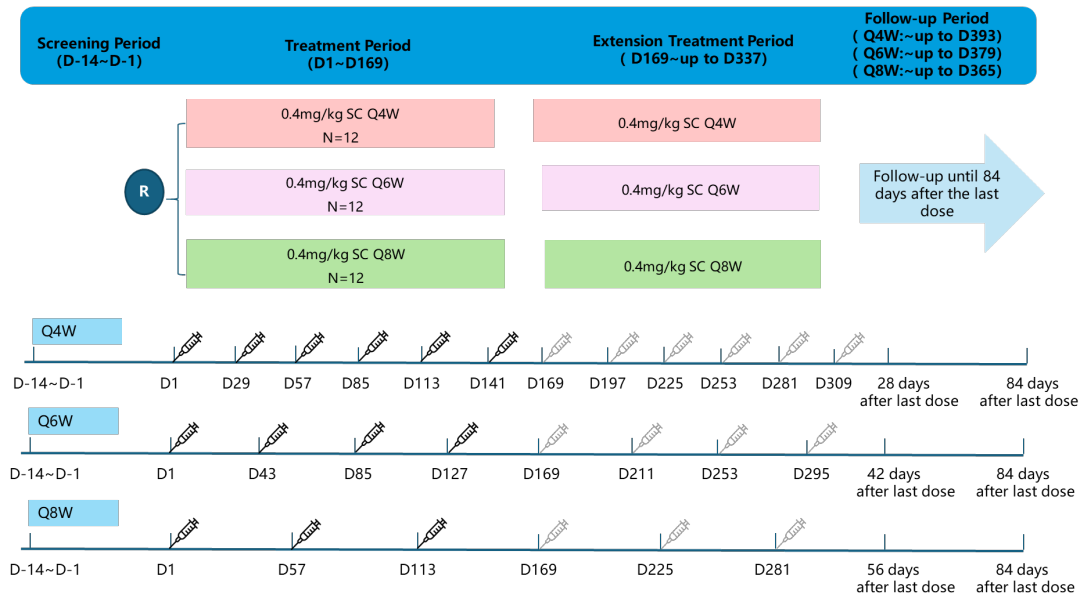 Screening Period
(D-14~D-1)
Treatment Period
(D1~D169)
Extension Treatment Period
( D169~up to D337)
Follow-up Period
( Q4W:~up to D393)
( Q6W:~up to D379)
( Q8W:~up to D365)
R
0.4mg/kg SC Q4W
N=12
0.4mg/kg SC Q4W
0.4mg/kg SC Q6W
N=12
0.4mg/kg SC Q6W
0.4mg/kg SC Q8W
N=12
0.4mg/kg SC Q8W
Follow-up until 84
days after the last
dose
Q4W
D-14~D-1 D1 D29 D57 D85 D113 D141 D169 D197 D225 D253 D281 D309 28 days 84 days
after last dose after last dose
Q6W
D-14~D-1 D1 D43 D85 D127 D169 D211 D253 D295 42 days 84 days
after last dose after last dose
Q8W
D-14~D-1 D1 D57 D113 D169 D225 D281 56 days 84 days
after last dose after last dose